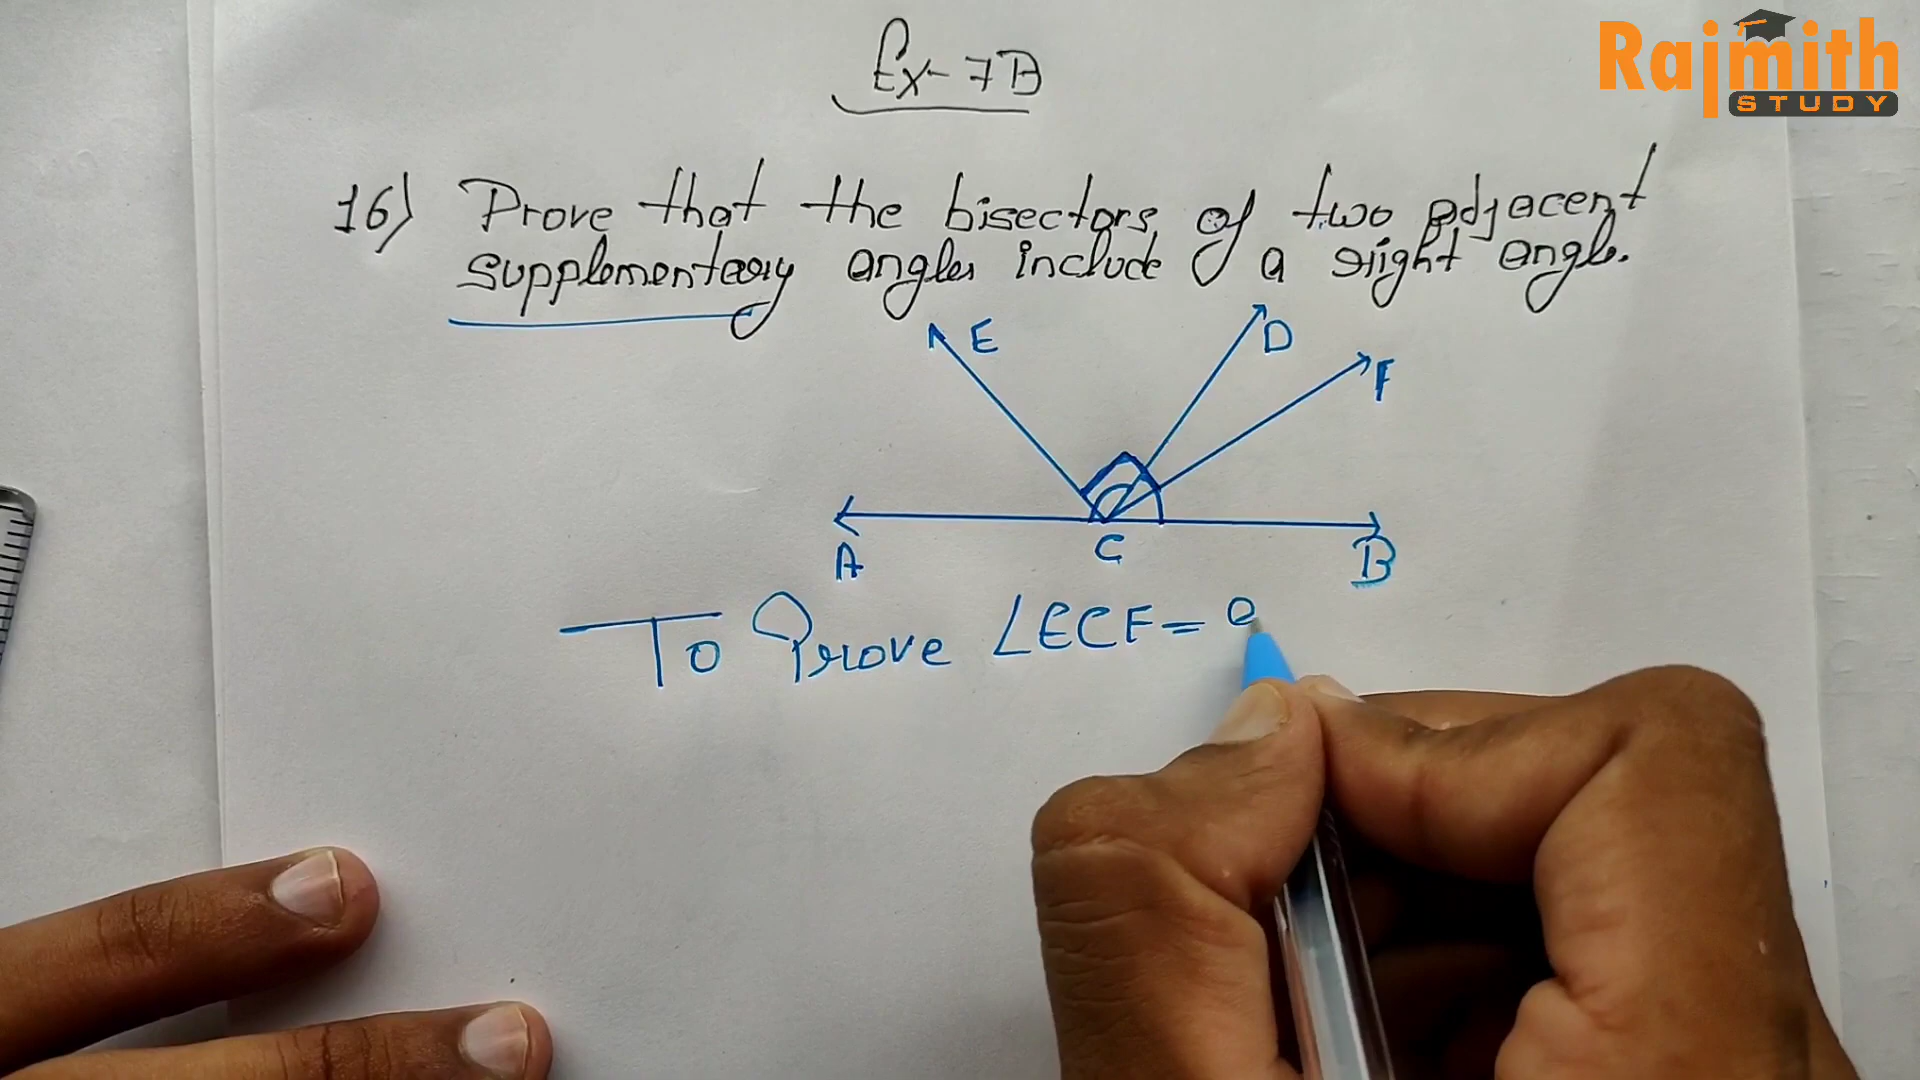 Rajmith
STUDY
Ex-7B
16) Prove that the bisectors of two adjacent
supplementary angles include of a right angle.
E
D
F
A
C
B
To Prove ∠ECF=